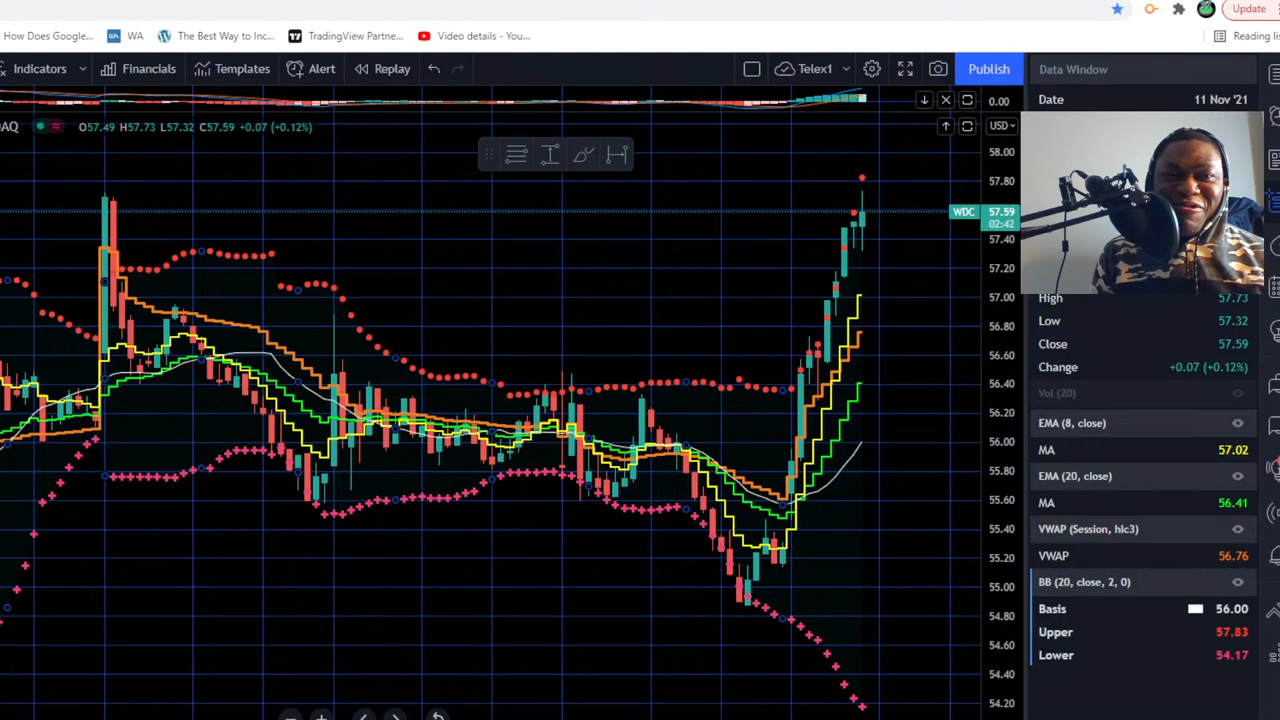 Update
How Does Google... WA The Best Way to Inc... TradingView Partne... Video details - You... Reading lis
Indicators Financials Templates Alert Replay Telex1 Publish Data Window
0.00 Date 11 Nov '21
AQ O57.49 H57.73 L57.32 C57.59 +0.07 (+0.12%) USD
58.00
57.80
WDC 57.59
02:42
57.40
57.20
57.00 High 57.73
Low 57.32
56.80
Close 57.59
56.60
Change +0.07 (+0.12%)
56.40
Vol (20)
56.20
EMA (8, close)
56.00
MA 57.02
55.80
EMA (20, close)
55.60
MA 56.41
55.40
VWAP (Session, hlc3)
55.20
VWAP 56.76
55.00
BB (20, close, 2, 0)
54.80
Basis 56.00
Upper 57.83
54.60
Lower 54.17
54.40
54.20